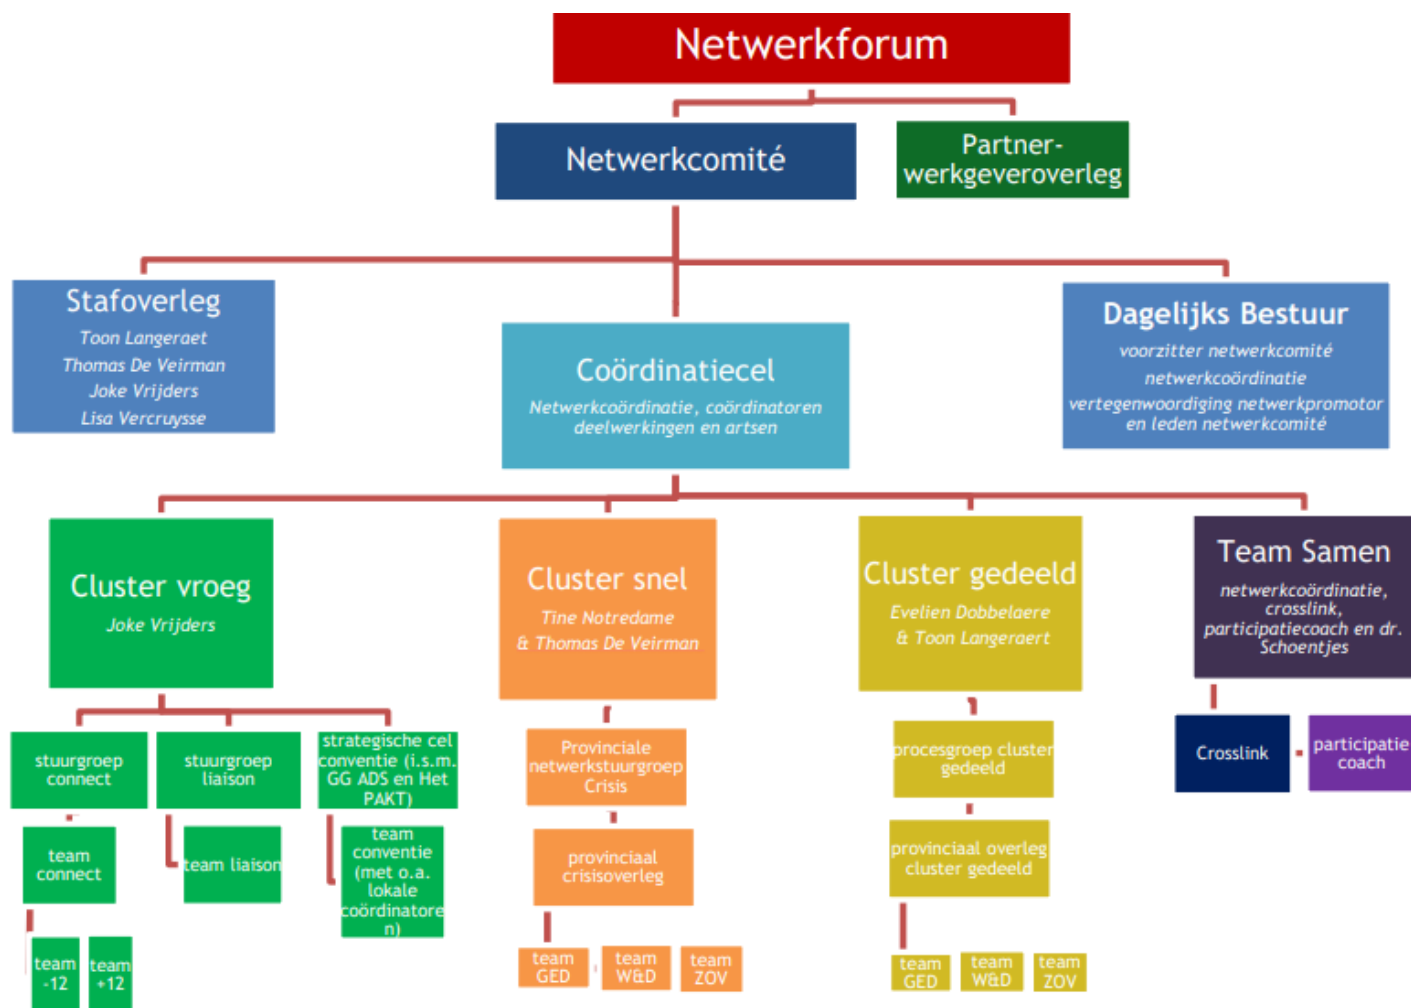 Netwerkforum
Netwerkcomité
Partner-
werkgeveroverleg
Stafoverleg
Toon Langeraet
Thomas De Veirman
Joke Vrijders
Lisa Vercruysse
Coördinatiecel
Netwerkcoördinatie, coördinatoren
deelwerkingen en artsen
Dagelijks Bestuur
voorzitter netwerkcomité
netwerkcoördinatie
vertegenwoordiging netwerkpromotor
en leden netwerkcomité
Cluster vroeg
Joke Vrijders
Cluster snel
Tine Notredame
& Thomas De Veirman
Cluster gedeeld
Evelien Dobbelaere
& Toon Langeraert
Team Samen
netwerkcoördinatie,
crosslink,
participatiecoach en dr.
Schoentjes
stuurgroep
connect
stuurgroep
liaison
strategische cel
conventie (i.s.m.
GG ADS en Het
PAKT)
Provinciale
netwerkstuurgroep
Crisis
procesgroep cluster
gedeeld
Crosslink
participatie
coach
team
connect
team liaison
team
conventie
(met o.a.
lokale
coördinatore
n)
provinciaal
crisisoverleg
provinciaal overleg
cluster gedeeld
team
-12
team
+12
team
GED
team
W&D
team
ZOV
team
GED
team
W&D
team
ZOV